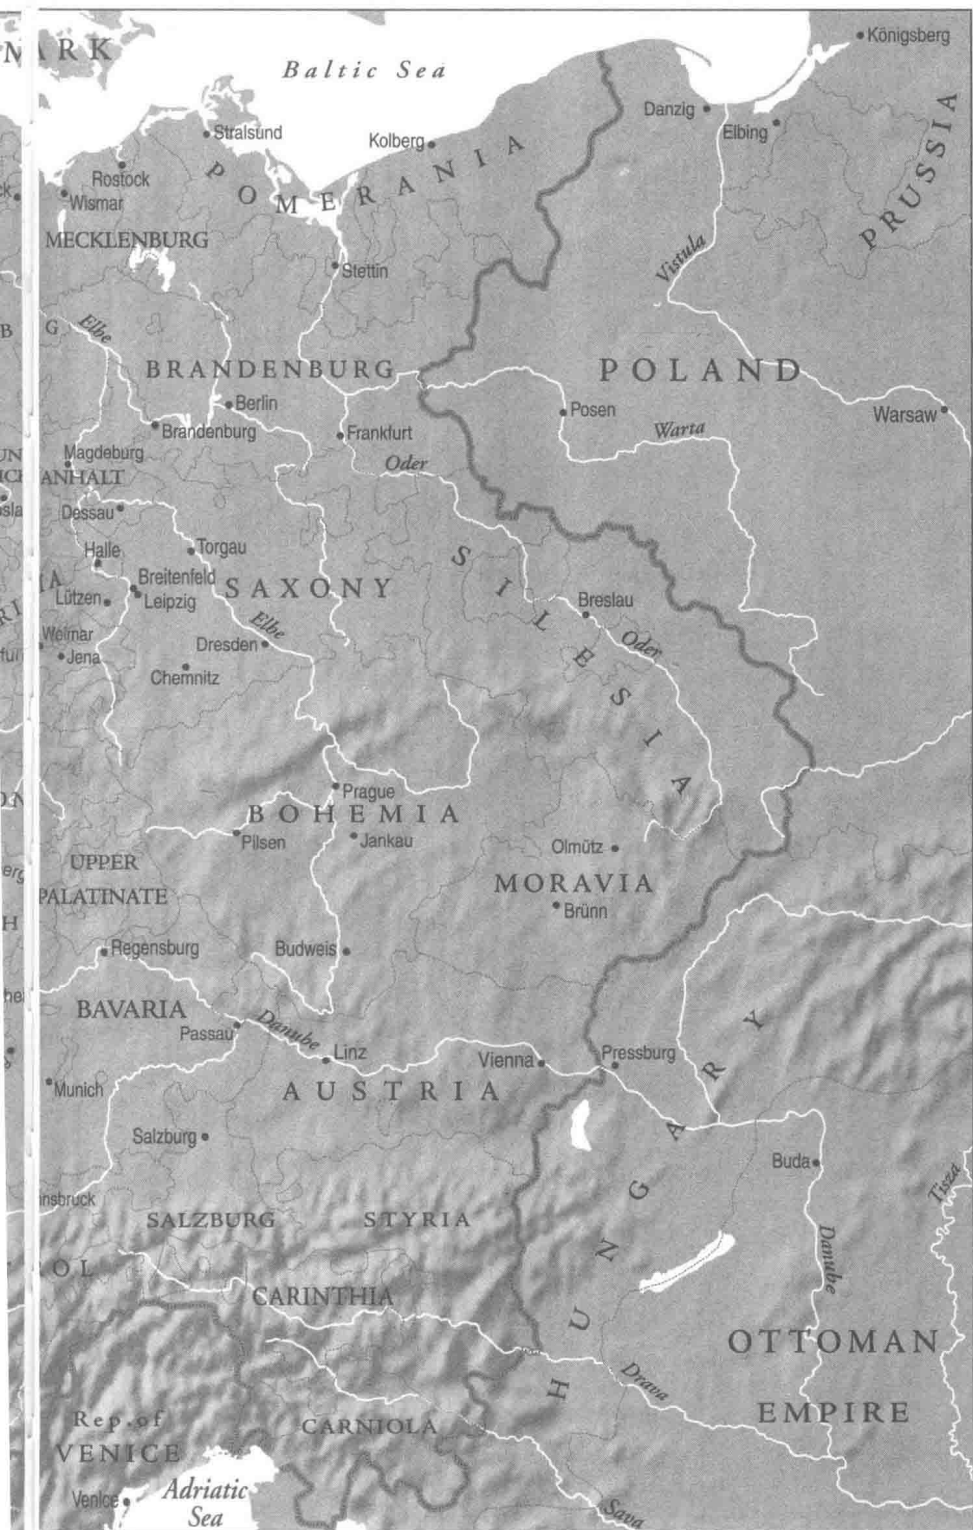 Königsberg
MARK
Baltic Sea
Danzig
Elbing
PRUSSIA
Stralsund
Kolberg
POMERANIA
Rostock
Wismar
MECKLENBURG
Stettin
Vistula
Elbe
BRANDENBURG
POLAND
Berlin
Posen
Warsaw
Brandenburg
Frankfurt
Warta
Magdeburg
Oder
ANHALT
Dessau
Halle
Torgau
Breitenfeld
SAXONY
SILESIA
Lützen
Leipzig
Breslau
Elbe
Oder
Weimar
Dresden
Jena
Chemnitz
Prague
BOHEMIA
Pilsen
Jankau
Olmütz
UPPER
PALATINATE
MORAVIA
Brünn
Regensburg
Budweis
BAVARIA
Passau
Danube
Linz
Vienna
Pressburg
Munich
AUSTRIA
HUNGARY
Salzburg
Buda
Tisza
nnsbruck
SALZBURG
STYRIA
OL
Danube
CARINTHIA
OTTOMAN
EMPIRE
Drava
Rep. of
VENICE
CARNIOLA
Venice
Adriatic
Sea
Sava